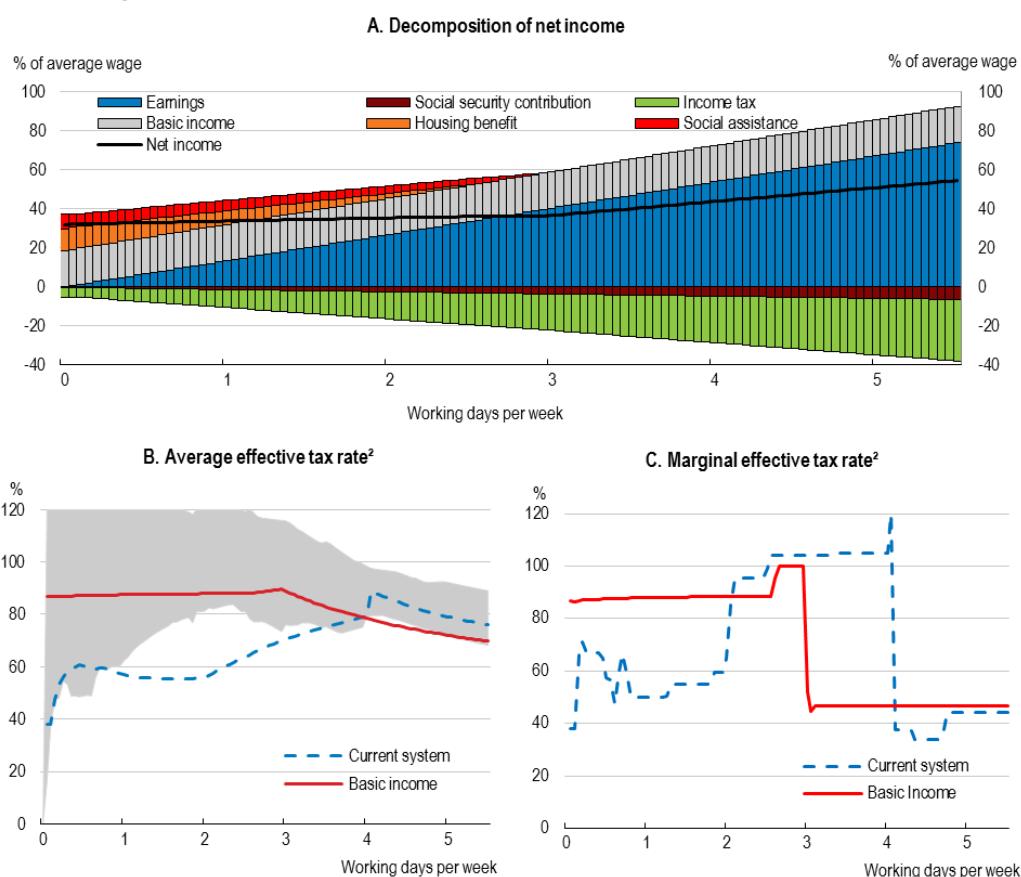 A. Decomposition of net income
% of average wage % of average wage
100 100
Earnings Social security contribution Income tax
80 Basic income Housing benefit Social assistance 80
Net income
60 60
40 40
20 20
0 0
-20 -20
-40 -40
0 1 2 3 4 5
Working days per week
B. Average effective tax rate²
%
120
100
80
60
40
20
0
Current system
Basic income
0 1 2 3 4 5
Working days per week
C. Marginal effective tax rate²
%
120
100
80
60
40
20
0
Current system
Basic Income
0 1 2 3 4 5
Working days per week